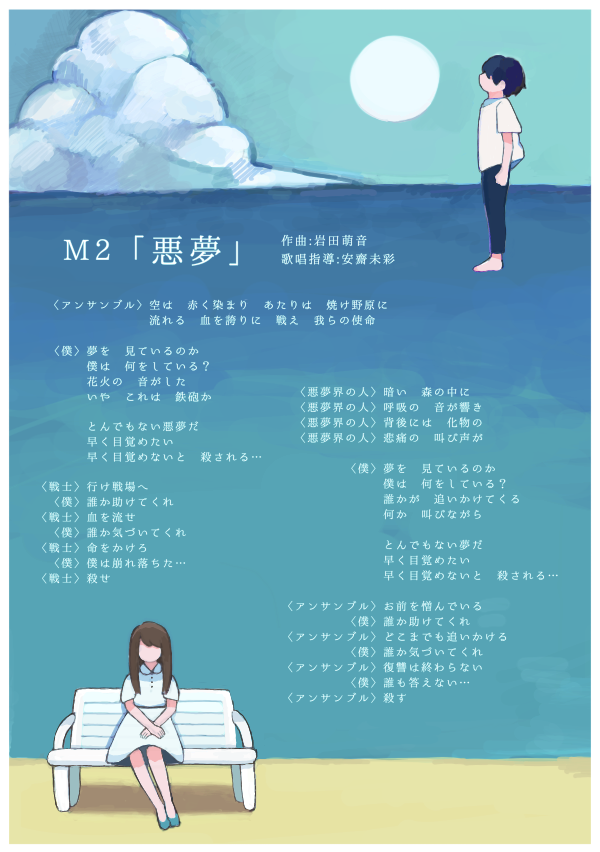 M2「悪夢」
作曲:岩田萌音
歌唱指導:安齋未彩
〈アンサンブル〉空は　赤く染まり　あたりは　焼け野原に
流れる　血を誇りに　戦え　我らの使命
〈僕〉夢を　見ているのか
僕は　何をしている？
花火の　音がした
いや　これは　鉄砲か
とんでもない悪夢だ
早く目覚めたい
早く目覚めないと　殺される…
〈戦士〉行け戦場へ
〈僕〉誰か助けてくれ
〈戦士〉血を流せ
〈僕〉誰か気づいてくれ
〈戦士〉命をかけろ
〈僕〉僕は崩れ落ちた…
〈戦士〉殺せ
〈悪夢界の人〉暗い　森の中に
〈悪夢界の人〉呼吸の　音が響き
〈悪夢界の人〉背後には　化物の
〈悪夢界の人〉悲痛の　叫び声が
〈僕〉夢を　見ているのか
僕は　何をしている？
誰かが　追いかけてくる
何か　叫びながら
とんでもない夢だ
早く目覚めたい
早く目覚めないと　殺される…
〈アンサンブル〉お前を憎んでいる
〈僕〉誰か助けてくれ
〈アンサンブル〉どこまでも追いかける
〈僕〉誰か気づいてくれ
〈アンサンブル〉復讐は終わらない
〈僕〉誰も答えない…
〈アンサンブル〉殺す